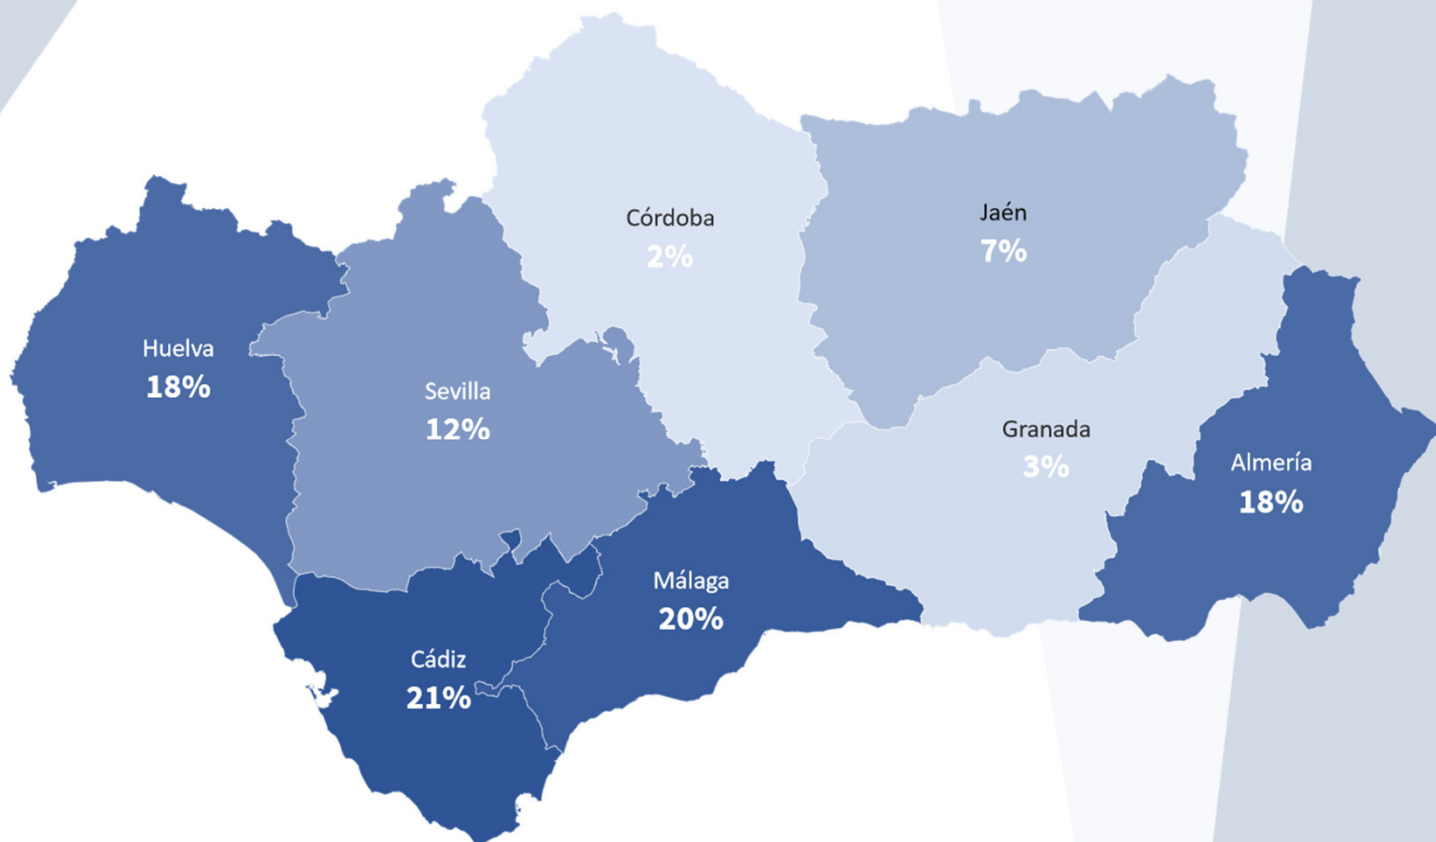 Córdoba
2%
Jaén
7%
Huelva
18%
Sevilla
12%
Granada
3%
Almería
18%
Málaga
20%
Cádiz
21%